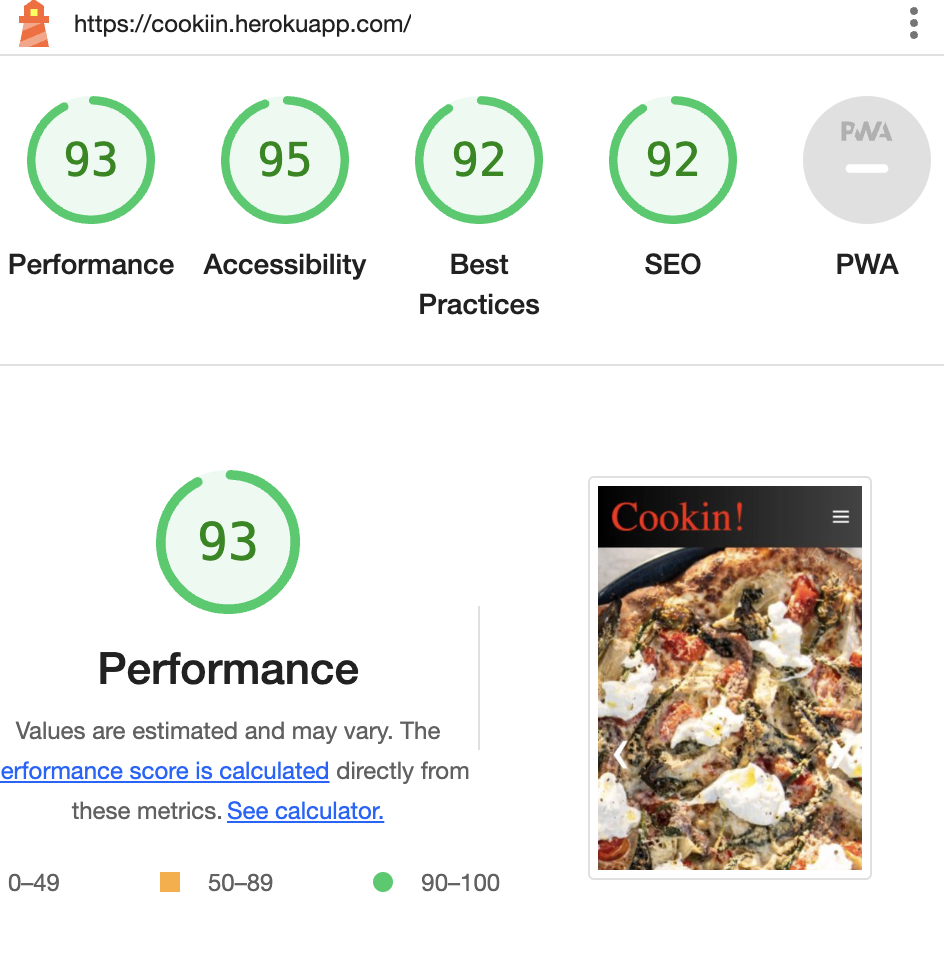 https://cookiin.herokuapp.com/
93
95
92
92
PWA
Performance
Accessibility
Best
Practices
SEO
PWA
93
Performance
Values are estimated and may vary. The
erformance score is calculated directly from
these metrics. See calculator.
0–49
50–89
90–100
Cookin!